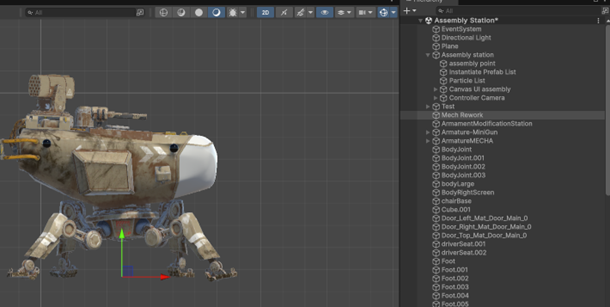 All
2D
Hierarchy
All
Assembly Station*
EventSystem
Directional Light
Plane
Assembly station
assembly point
Instantiate Prefab List
Particle List
Canvas UI assembly
Controller Camera
Test
Mech Rework
ArmamentModificationStation
Armature-MiniGun
ArmatureMECHA
BodyJoint
BodyJoint.001
BodyJoint.002
BodyJoint.003
bodyLarge
BodyRightScreen
chairBase
Cube.001
Door_Left_Mat_Door_Main_0
Door_Right_Mat_Door_Main_0
Door_Top_Mat_Door_Main_0
driverSeat.001
driverSeat.002
Foot
Foot.001
Foot.002
Foot.003
Foot.004
Foot.005